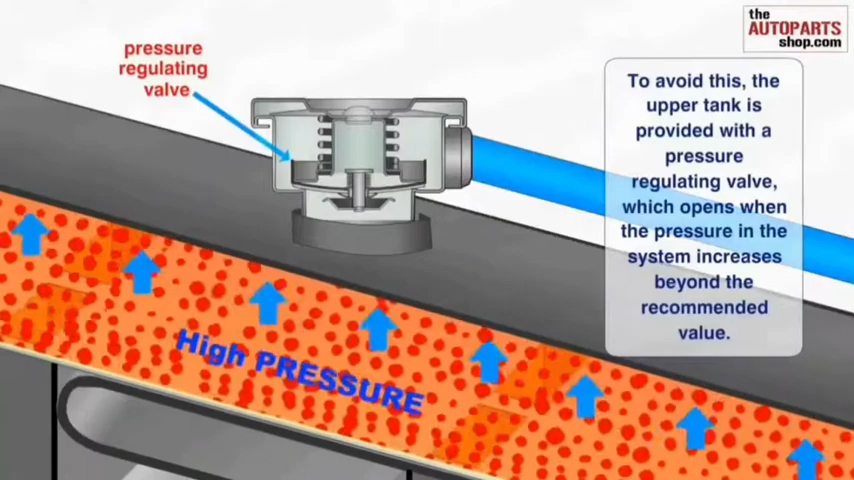 the
AUTOPARTS
shop.com
pressure
regulating
valve
To avoid this, the
upper tank is
provided with a
pressure
regulating valve,
which opens when
the pressure in the
system increases
beyond the
recommended
value.
High PRESSURE